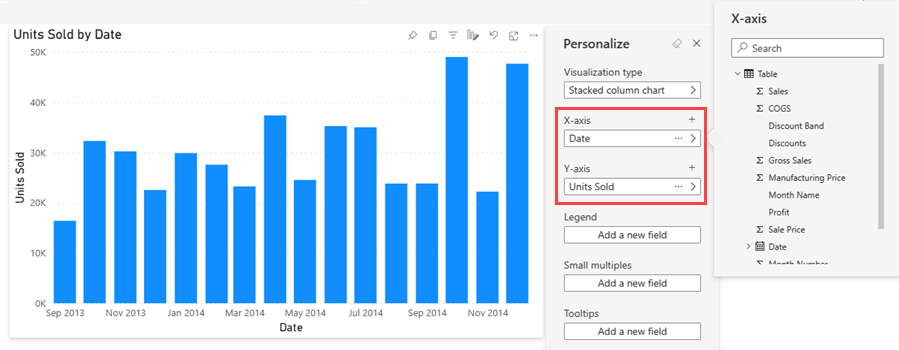 Units Sold by Date
50K
40K
30K
20K
10K
0K
Units Sold
Sep 2013
Nov 2013
Jan 2014
Mar 2014
May 2014
Jul 2014
Sep 2014
Nov 2014
Date
Personalize
Visualization type
Stacked column chart
X-axis
Date
Y-axis
Units Sold
Legend
Add a new field
Small multiples
Add a new field
Tooltips
Add a new field
X-axis
Search
Table
Sales
COGS
Discount Band
Discounts
Gross Sales
Manufacturing Price
Month Name
Profit
Sale Price
Date
Month Number